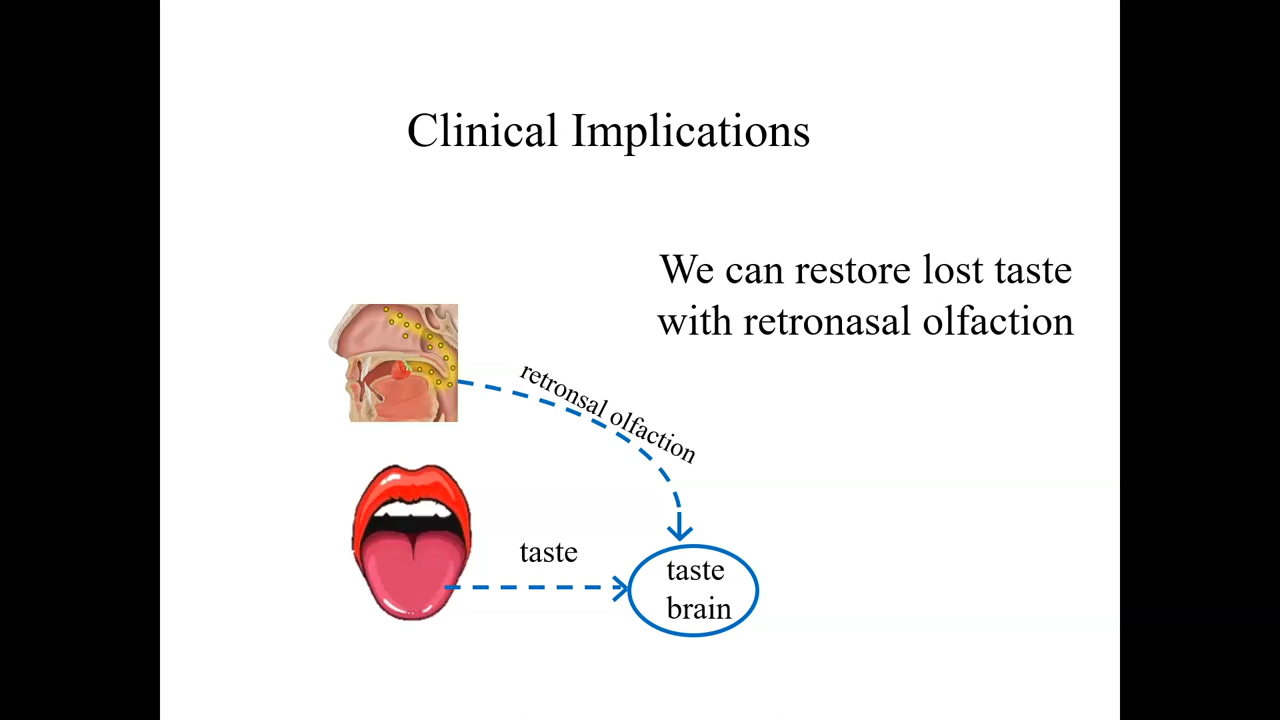 Clinical Implications
We can restore lost taste
with retronasal olfaction
retronsal olfaction
taste
taste
brain